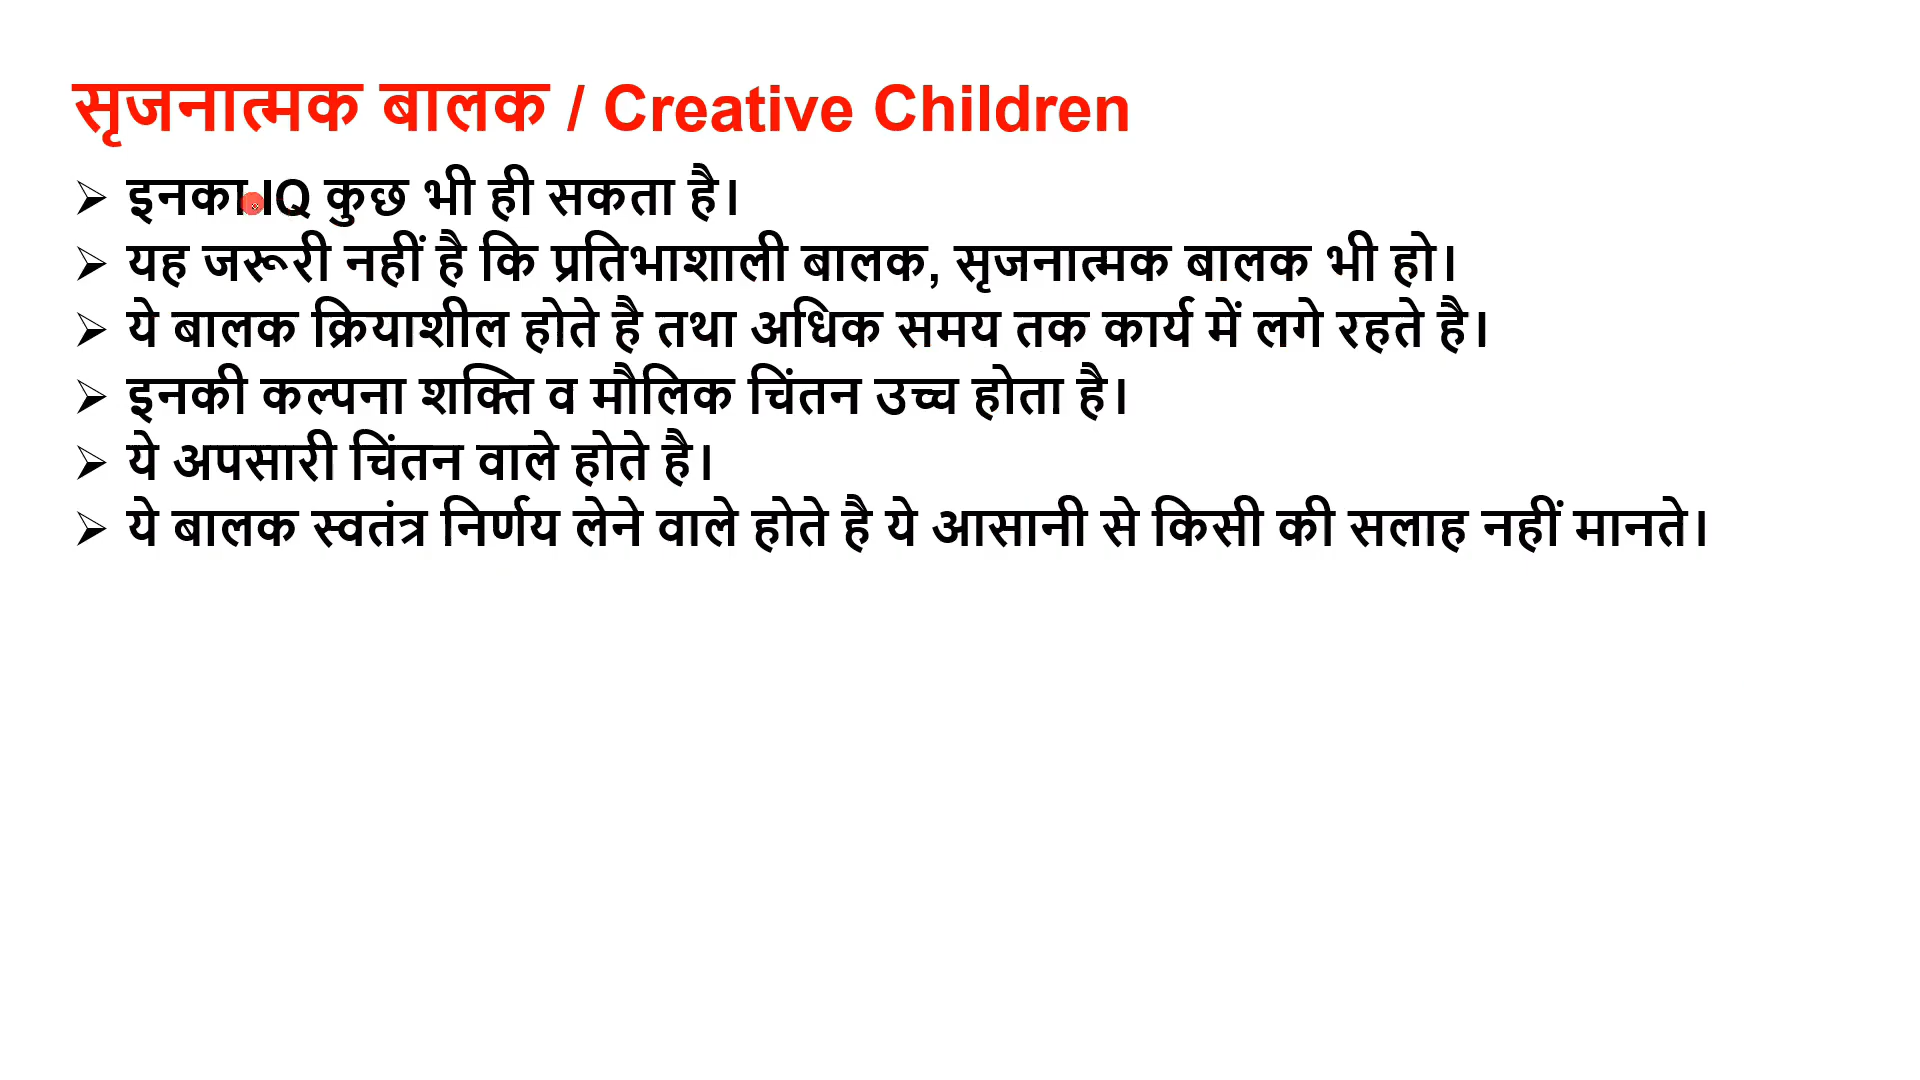 सृजनात्मक बालक / Creative Children
➢ इनका IQ कुछ भी ही सकता है।
➢ यह जरूरी नहीं है कि प्रतिभाशाली बालक, सृजनात्मक बालक भी हो।
➢ ये बालक क्रियाशील होते है तथा अधिक समय तक कार्य में लगे रहते है।
➢ इनकी कल्पना शक्ति व मौलिक चिंतन उच्च होता है।
➢ ये अपसारी चिंतन वाले होते है।
➢ ये बालक स्वतंत्र निर्णय लेने वाले होते है ये आसानी से किसी की सलाह नहीं मानते।